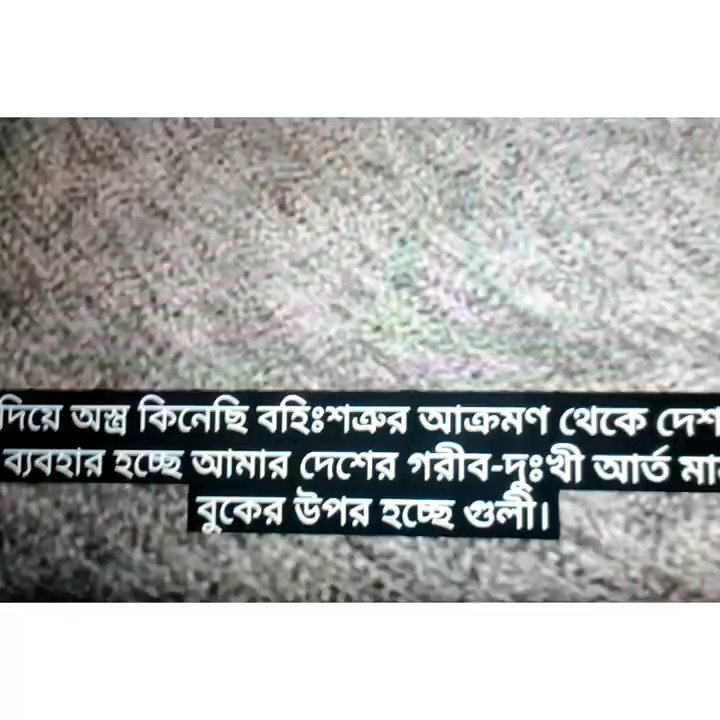 দিয়ে অস্ত্র কিনেছি বহিঃশত্রুর আক্রমণ থেকে দেশ
ব্যবহার হচ্ছে আমার দেশের গরীব-দুঃখী আর্ত মা
বুকের উপর হচ্ছে গুলী।